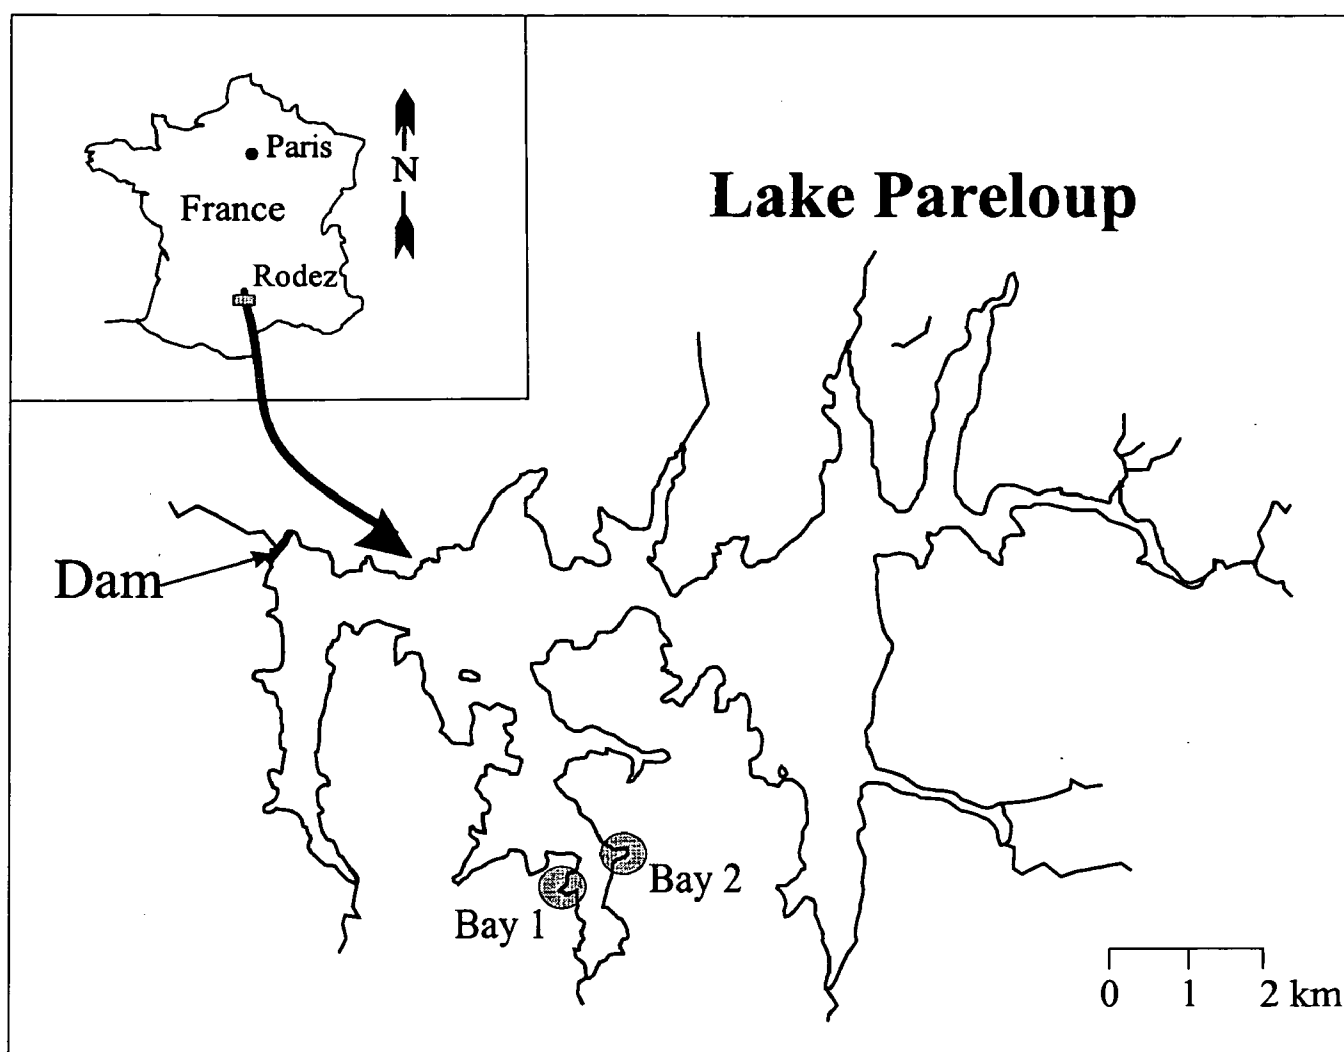 Paris
N
France
Rodez
Lake Pareloup
Dam
Bay 2
Bay 1
0 1 2 km